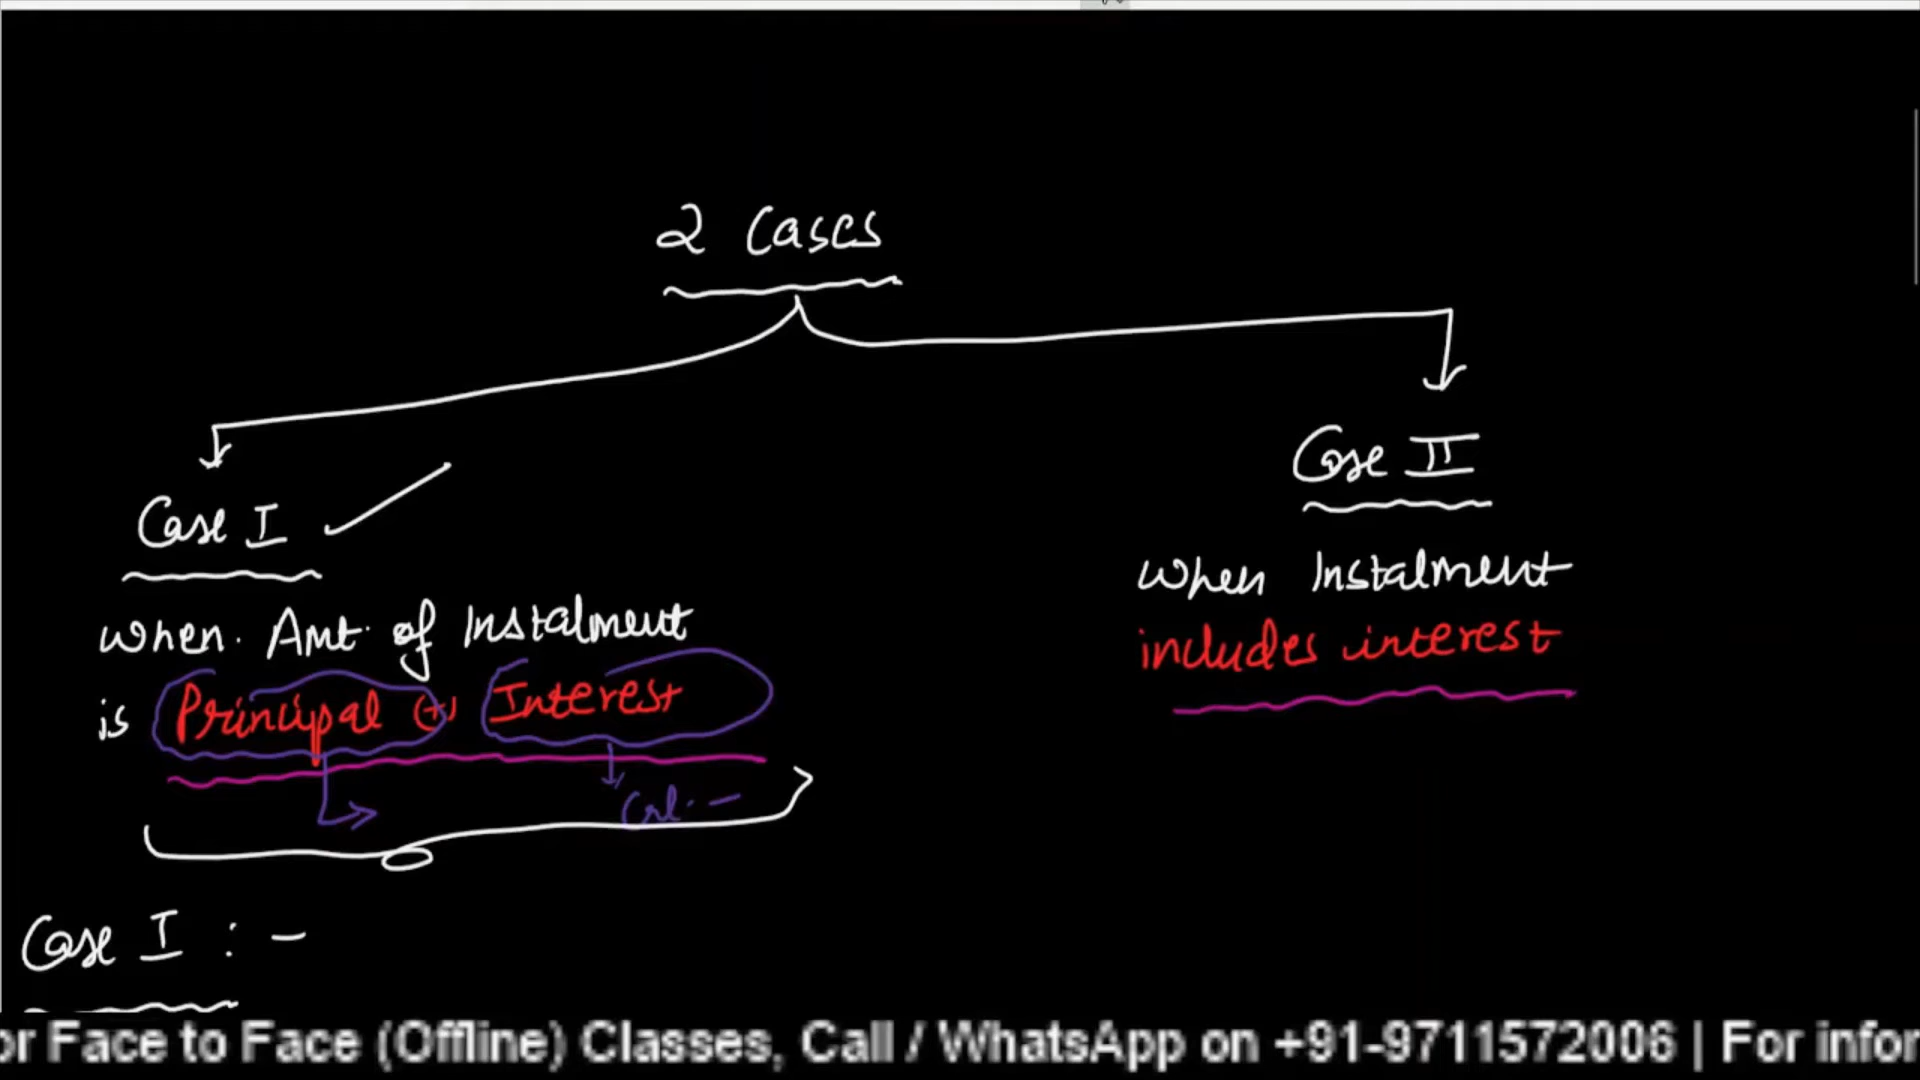 2 Cases
Case I
Case II
when. Amt. of Instalment
is Principal (+) Interest
Cal. -
when Instalment
includes interest
Case I : -
or Face to Face (Offline) Classes, Call / WhatsApp on +91-9711572006 | For infor